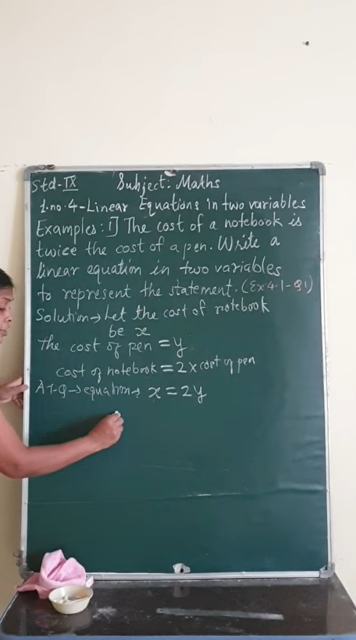 Std-IX Subject: Maths
1.no.4-Linear Equations in two variables
Examples: 1] The cost of a notebook is
twice the cost of a pen. Write a
linear equation in two variables
to represent the statement. (Ex4.1-Q1)
Solution→ Let the cost of notebook
be x
The cost of pen = y
cost of notebook = 2 x cost of pen
A.T.Q→ equation→ x = 2y